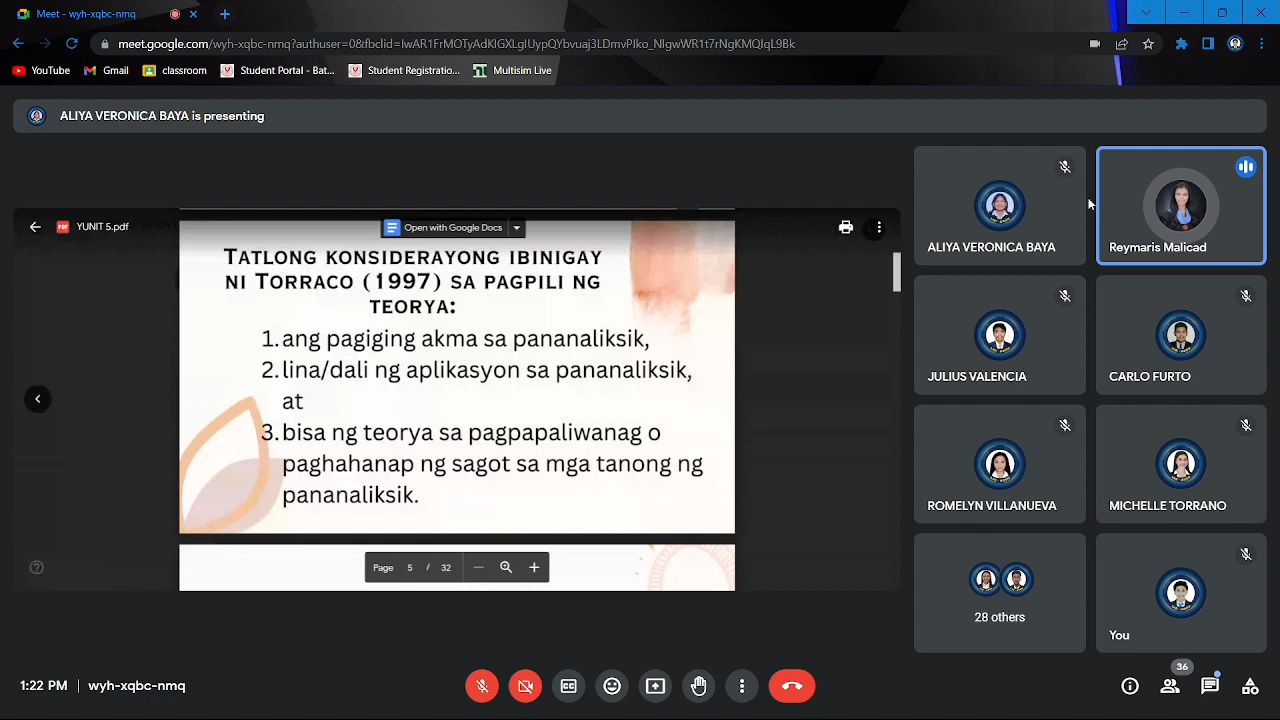 Meet - wyh-xqbc-nmq
meet.google.com/wyh-xqbc-nmq?authuser=0&fbclid=IwAR1FrMOTyAdKlGXLgIUypQYbvuaj3LDmvPIko_NIgwWR1t7rNgKMQIqL9Bk
YouTube
Gmail
classroom
Student Portal - Bat...
Student Registratio...
Multisim Live
ALIYA VERONICA BAYA is presenting
PDF
YUNIT 5.pdf
Open with Google Docs
TATLONG KONSIDERAYONG IBINIGAY
NI TORRACO (1997) SA PAGPILI NG
TEORYA:
1. ang pagiging akma sa pananaliksik,
2. lina/dali ng aplikasyon sa pananaliksik,
at
3. bisa ng teorya sa pagpapaliwanag o
paghahanap ng sagot sa mga tanong ng
pananaliksik.
Page 5 / 32
ALIYA VERONICA BAYA
Reymaris Malicad
JULIUS VALENCIA
CARLO FURTO
ROMELYN VILLANUEVA
MICHELLE TORRANO
28 others
You
1:22 PM
wyh-xqbc-nmq
36